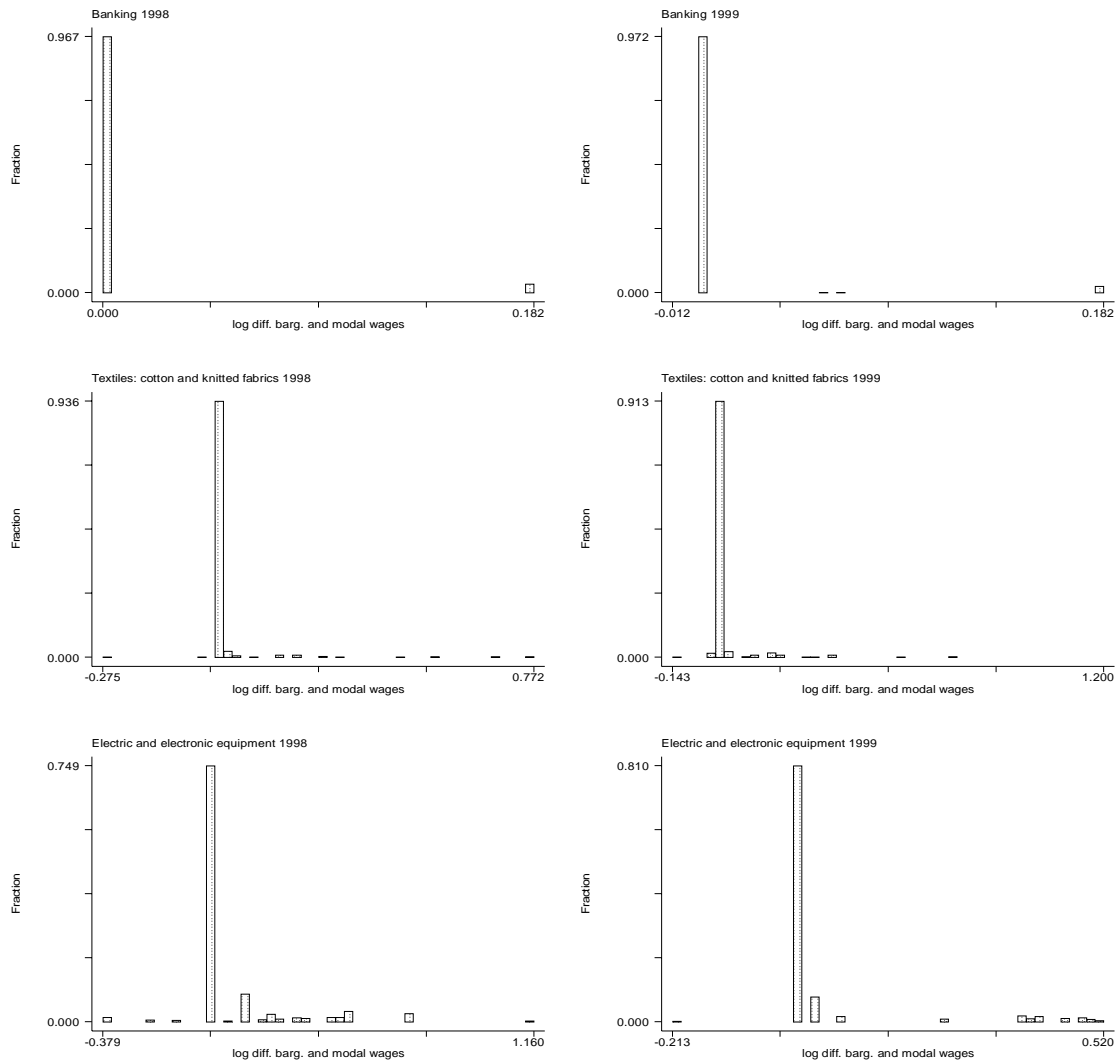 Banking 1998
Fraction
0.967
0.000
0.000
0.182
log diff. barg. and modal wages
Banking 1999
Fraction
0.972
0.000
-0.012
0.182
log diff. barg. and modal wages
Textiles: cotton and knitted fabrics 1998
Fraction
0.936
0.000
-0.275
0.772
log diff. barg. and modal wages
Textiles: cotton and knitted fabrics 1999
Fraction
0.913
0.000
-0.143
1.200
log diff. barg. and modal wages
Electric and electronic equipment 1998
Fraction
0.749
0.000
-0.379
1.160
log diff. barg. and modal wages
Electric and electronic equipment 1999
Fraction
0.810
0.000
-0.213
0.520
log diff. barg. and modal wages